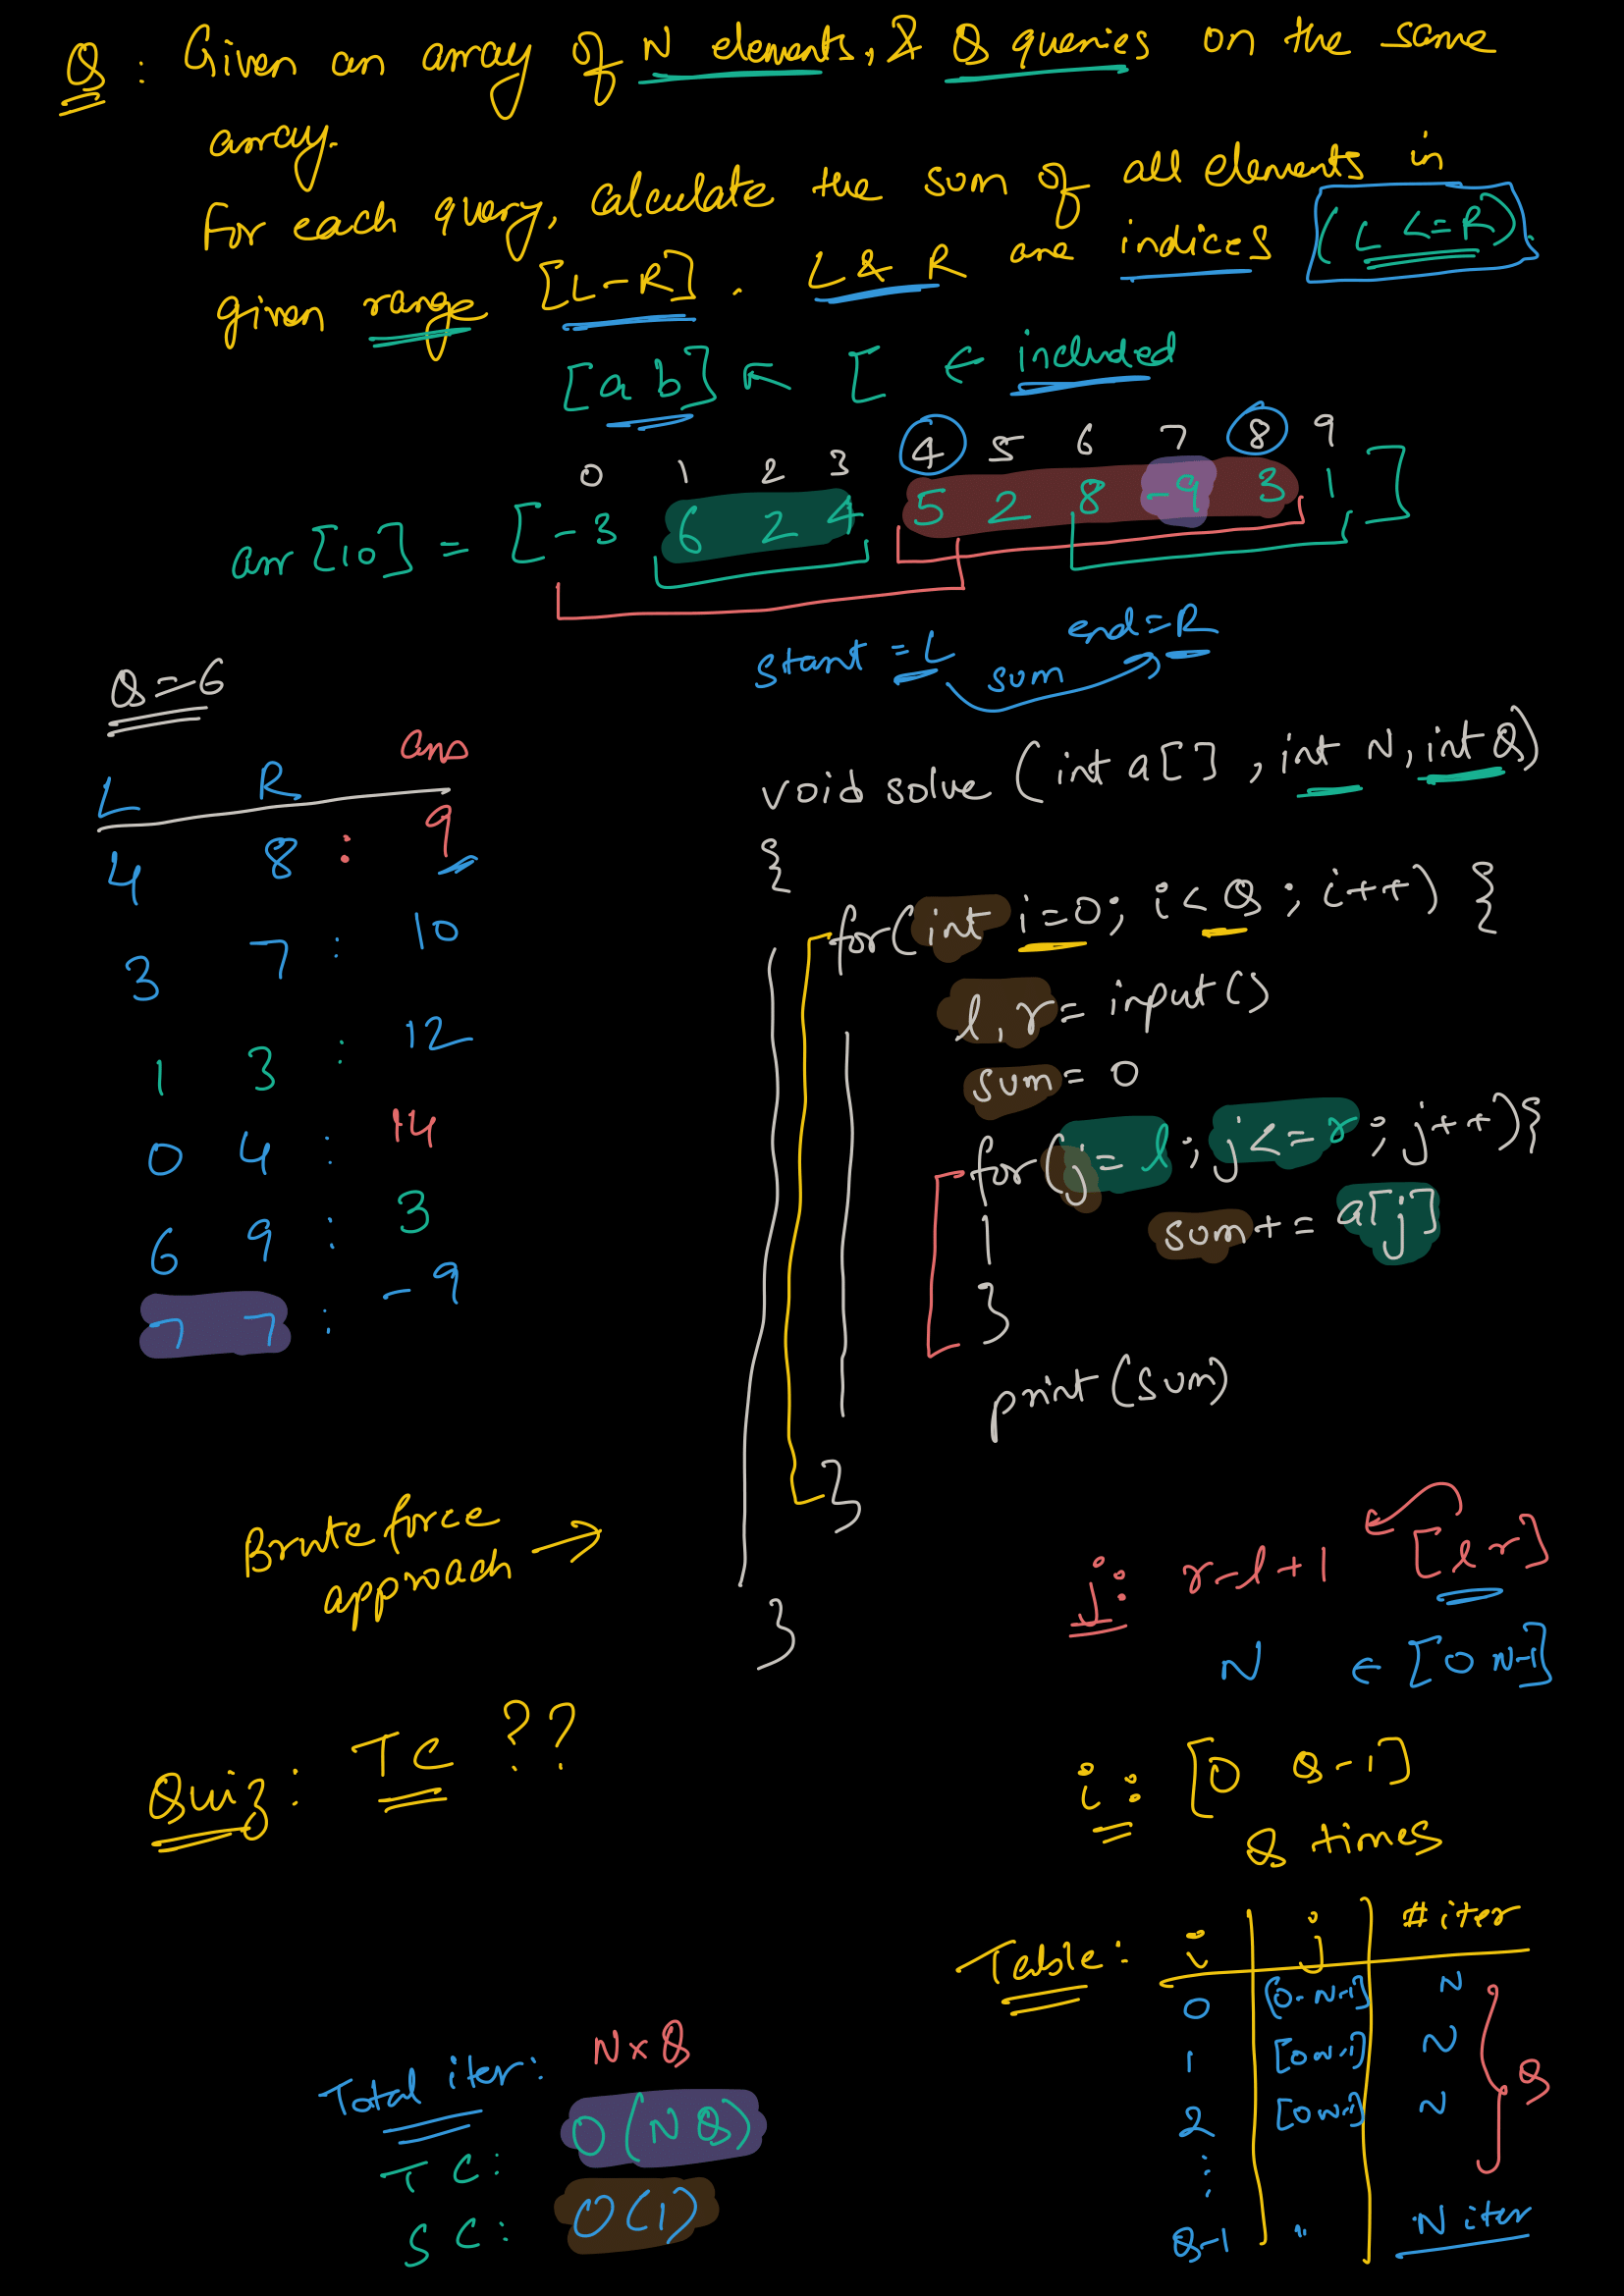 Q : Given an array of N elements, & Q queries on the same
array.
For each query, calculate the sum of all elements in
given range [L-R]. L & R are indices (L <= R).
[a b] ← [ ← included
0 1 2 3 4 5 6 7 8 9
arr [10] = [-3 6 2 4 5 2 8 -9 3 1]
start = L sum end = R
Q = 6
L R ans
4 8 : 9
3 7 : 10
1 3 : 12
0 4 : 14
6 9 : 3
7 7 : -9
void solve (int a[] , int N, int Q)
{
for(int i=0; i< Q ; i++) {
l, r = input()
sum = 0
for(j= l ; j<= r ; j++){
sum += a[j]
}
print(sum)
}
}
Brute force
approach →
j: r-l+1 [l r]
N ∈ [0 N-1]
Quiz: TC ??
i: [0 Q-1]
Q times
Table: i j # iter
0 [0-N-1] N
1 [0 N-1] N
2 [0 N-1] N
Q
Q-1 " N iter
Total iter: N x Q
TC: O(NQ)
SC: O(1)